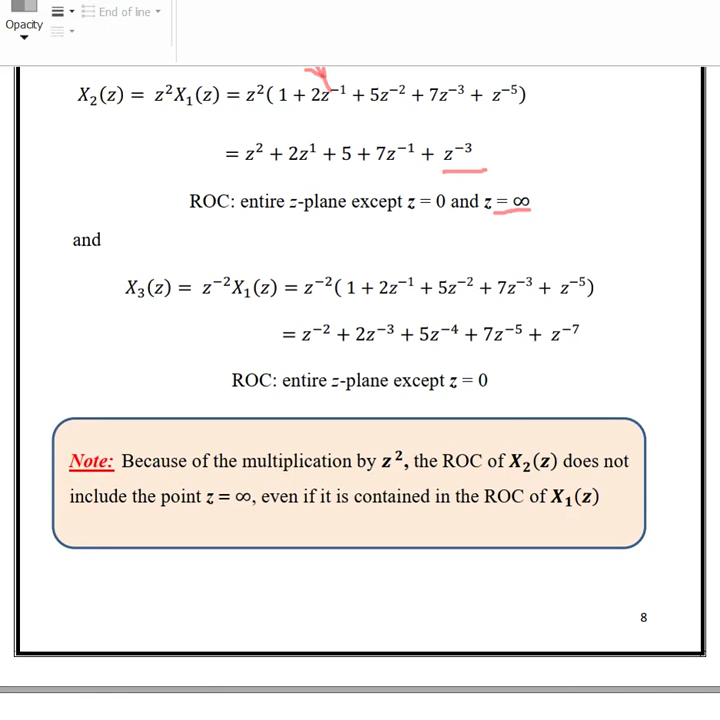 End of line
Opacity
X₂(z) = z²X₁(z) = z²( 1 + 2z⁻¹ + 5z⁻² + 7z⁻³ + z⁻⁵)
= z² + 2z¹ + 5 + 7z⁻¹ + z⁻³
ROC: entire z-plane except z = 0 and z = ∞
and
X₃(z) = z⁻²X₁(z) = z⁻²( 1 + 2z⁻¹ + 5z⁻² + 7z⁻³ + z⁻⁵)
= z⁻² + 2z⁻³ + 5z⁻⁴ + 7z⁻⁵ + z⁻⁷
ROC: entire z-plane except z = 0
Note: Because of the multiplication by z², the ROC of X₂(z) does not
include the point z = ∞, even if it is contained in the ROC of X₁(z)
8